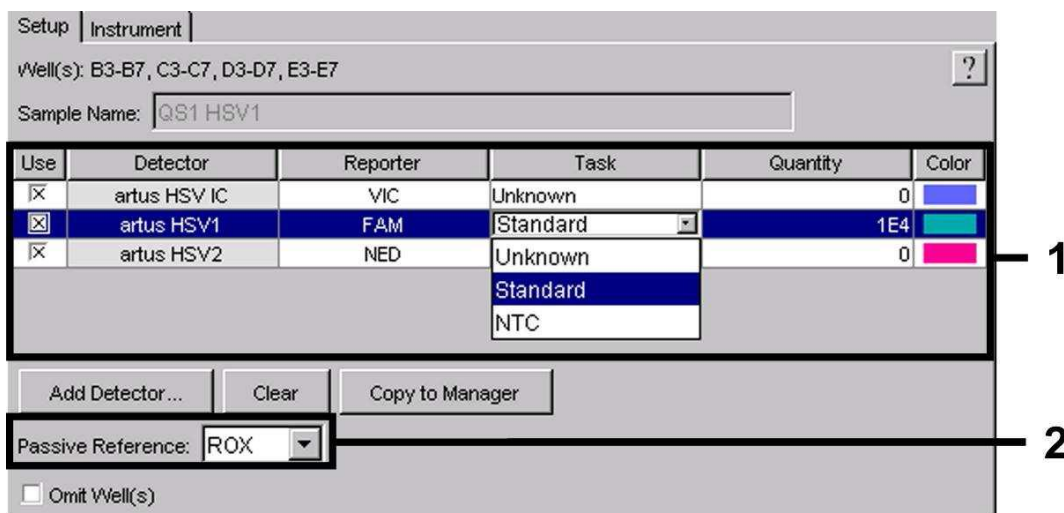 Setup Instrument
Well(s): B3-B7, C3-C7, D3-D7, E3-E7 ?
Sample Name: QS1 HSV1
Use Detector Reporter Task Quantity Color
artus HSV IC VIC Unknown 0
artus HSV1 FAM Standard 1E4
artus HSV2 NED Unknown 0
Standard
NTC
1
Add Detector... Clear Copy to Manager
Passive Reference: ROX
2
Omit Well(s)